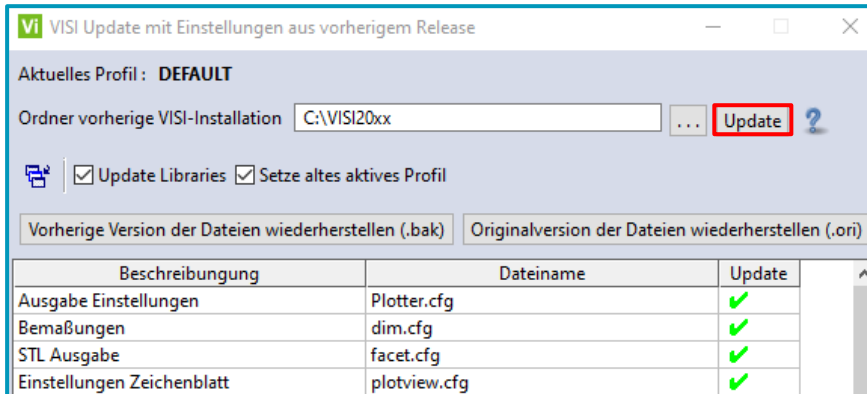 Vi VISI Update mit Einstellungen aus vorherigem Release
Aktuelles Profil : DEFAULT
Ordner vorherige VISI-Installation C:\VISI20xx ... Update ?
Update Libraries Setze altes aktives Profil
Vorherige Version der Dateien wiederherstellen (.bak) Originalversion der Dateien wiederherstellen (.ori)
Beschreibungung Dateiname Update
Ausgabe Einstellungen Plotter.cfg
Bemaßungen dim.cfg
STL Ausgabe facet.cfg
Einstellungen Zeichenblatt plotview.cfg